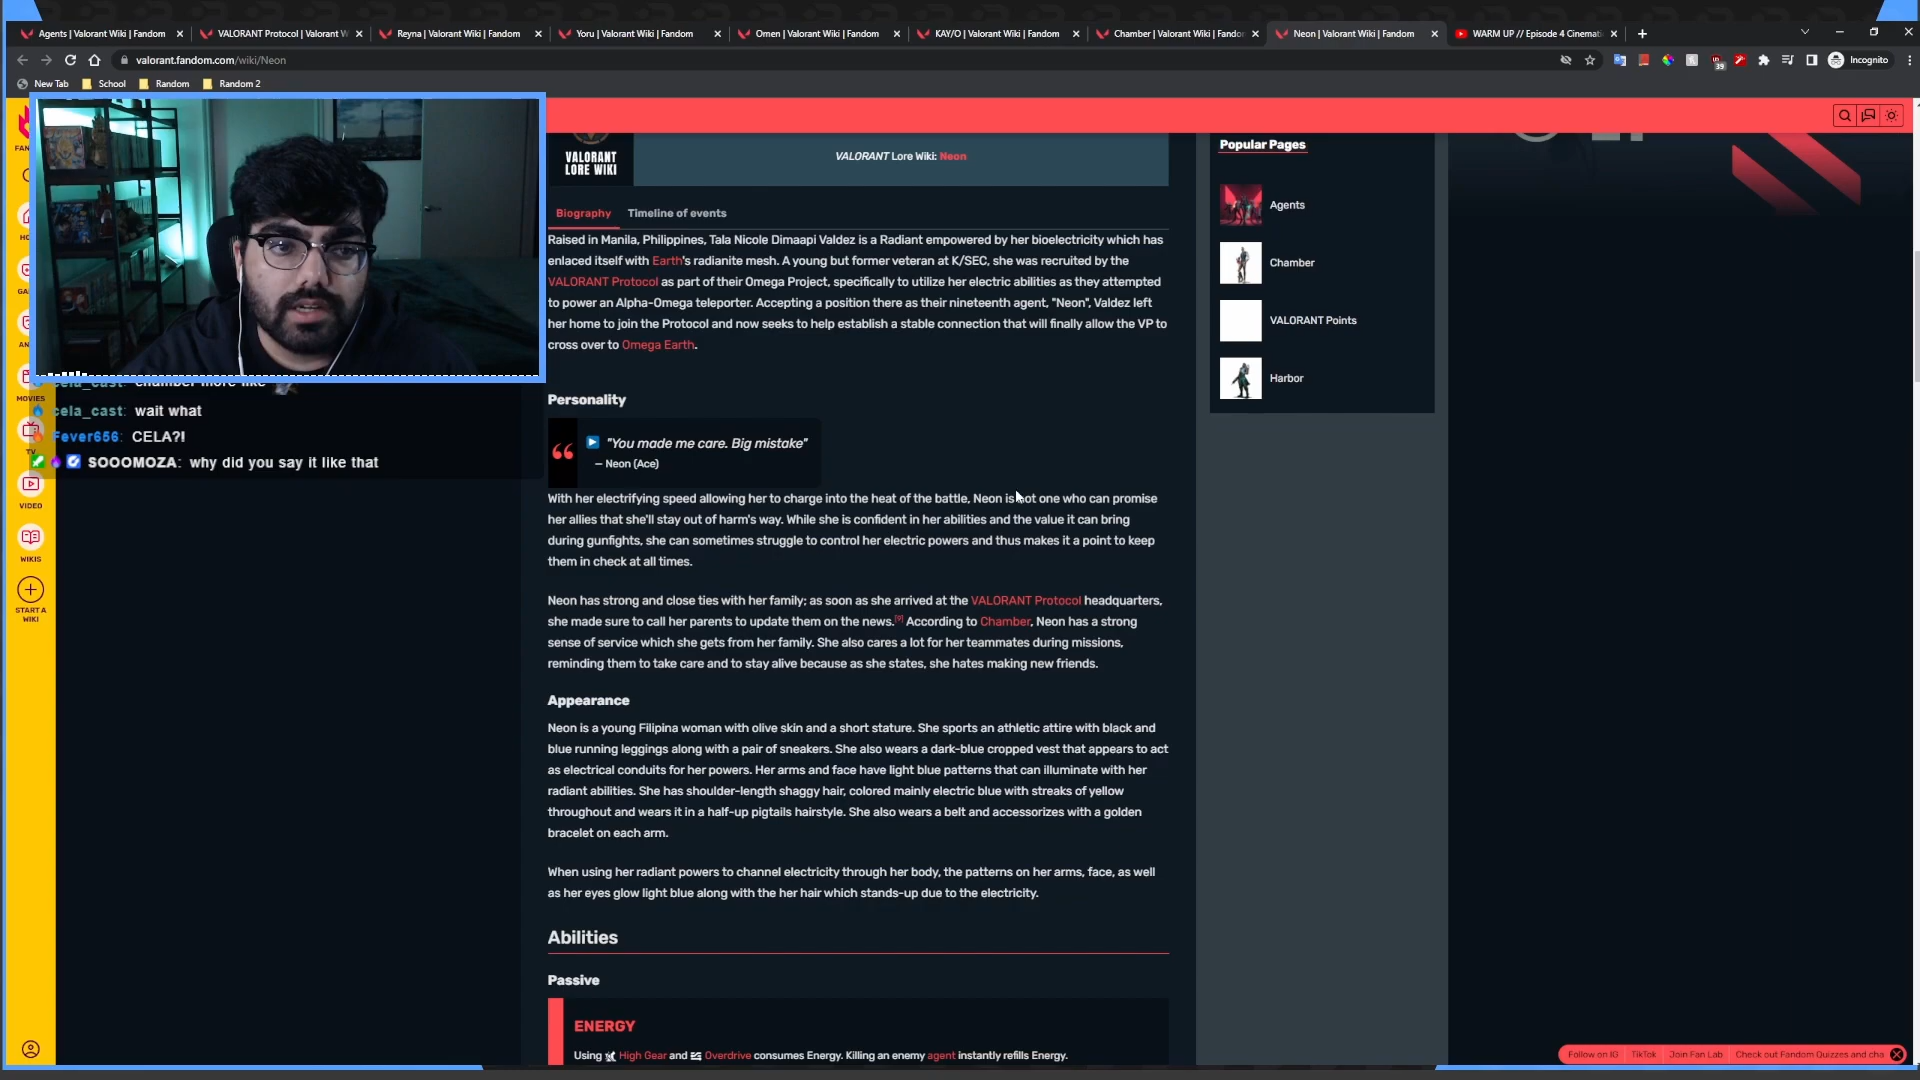 Agents | Valorant Wiki | Fandom
VALORANT Protocol | Valorant W
Reyna | Valorant Wiki | Fandom
Yoru | Valorant Wiki | Fandom
Omen | Valorant Wiki | Fandom
KAY/O | Valorant Wiki | Fandom
Chamber | Valorant Wiki | Fandom
Neon | Valorant Wiki | Fandom
WARM UP // Episode 4 Cinemati
valorant.fandom.com/wiki/Neon
39
Incognito
New Tab
School
Random
Random 2
VALORANT
LORE WIKI
VALORANT Lore Wiki: Neon
Biography
Timeline of events
Raised in Manila, Philippines, Tala Nicole Dimaapi Valdez is a Radiant empowered by her bioelectricity which has
enlaced itself with Earth's radianite mesh. A young but former veteran at K/SEC, she was recruited by the
VALORANT Protocol as part of their Omega Project, specifically to utilize her electric abilities as they attempted
to power an Alpha-Omega teleporter. Accepting a position there as their nineteenth agent, "Neon", Valdez left
her home to join the Protocol and now seeks to help establish a stable connection that will finally allow the VP to
cross over to Omega Earth.
Personality
"You made me care. Big mistake"
— Neon (Ace)
With her electrifying speed allowing her to charge into the heat of the battle, Neon is not one who can promise
her allies that she'll stay out of harm's way. While she is confident in her abilities and the value it can bring
during gunfights, she can sometimes struggle to control her electric powers and thus makes it a point to keep
them in check at all times.
Neon has strong and close ties with her family; as soon as she arrived at the VALORANT Protocol headquarters,
she made sure to call her parents to update them on the news.[9] According to Chamber, Neon has a strong
sense of service which she gets from her family. She also cares a lot for her teammates during missions,
reminding them to take care and to stay alive because as she states, she hates making new friends.
Appearance
Neon is a young Filipina woman with olive skin and a short stature. She sports an athletic attire with black and
blue running leggings along with a pair of sneakers. She also wears a dark-blue cropped vest that appears to act
as electrical conduits for her powers. Her arms and face have light blue patterns that can illuminate with her
radiant abilities. She has shoulder-length shaggy hair, colored mainly electric blue with streaks of yellow
throughout and wears it in a half-up pigtails hairstyle. She also wears a belt and accessorizes with a golden
bracelet on each arm.
When using her radiant powers to channel electricity through her body, the patterns on her arms, face, as well
as her eyes glow light blue along with the her hair which stands-up due to the electricity.
Abilities
Passive
ENERGY
Using High Gear and Overdrive consumes Energy. Killing an enemy agent instantly refills Energy.
Popular Pages
Agents
Chamber
VALORANT Points
Harbor
cela_cast: chamber more like
cela_cast: wait what
Fever656: CELA?!
SOOOMOZA: why did you say it like that
MOVIES
TV
VIDEO
WIKIS
START A
WIKI
Follow on IG
TikTok
Join Fan Lab
Check out Fandom Quizzes and cha